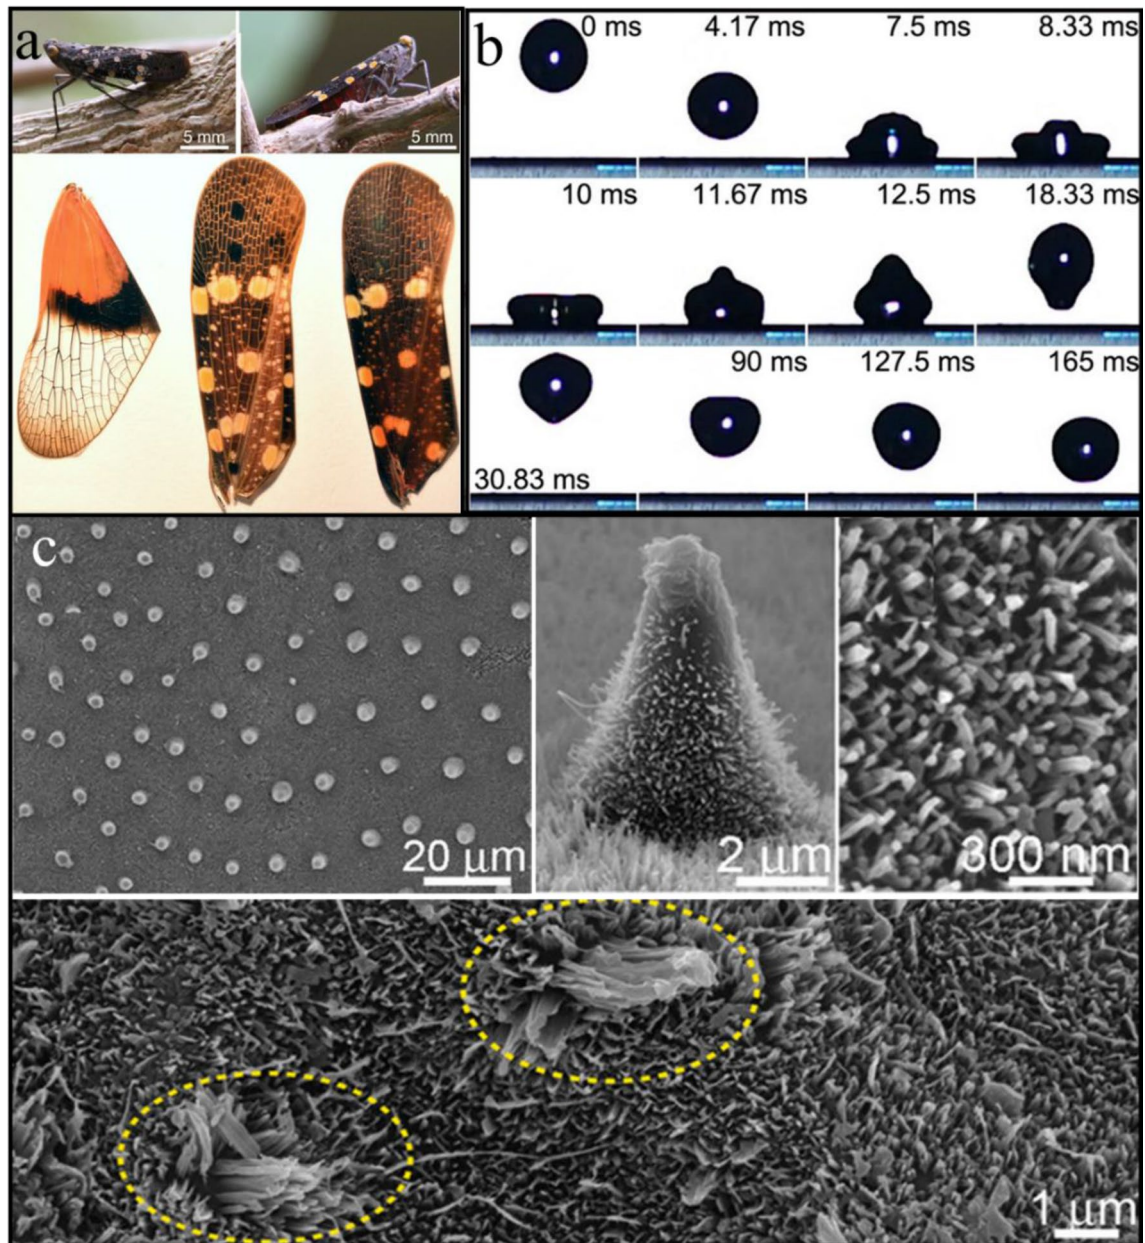 a
5 mm
5 mm
b
0 ms
4.17 ms
7.5 ms
8.33 ms
10 ms
11.67 ms
12.5 ms
18.33 ms
30.83 ms
90 ms
127.5 ms
165 ms
c
20 μm
2 μm
300 nm
1 μm